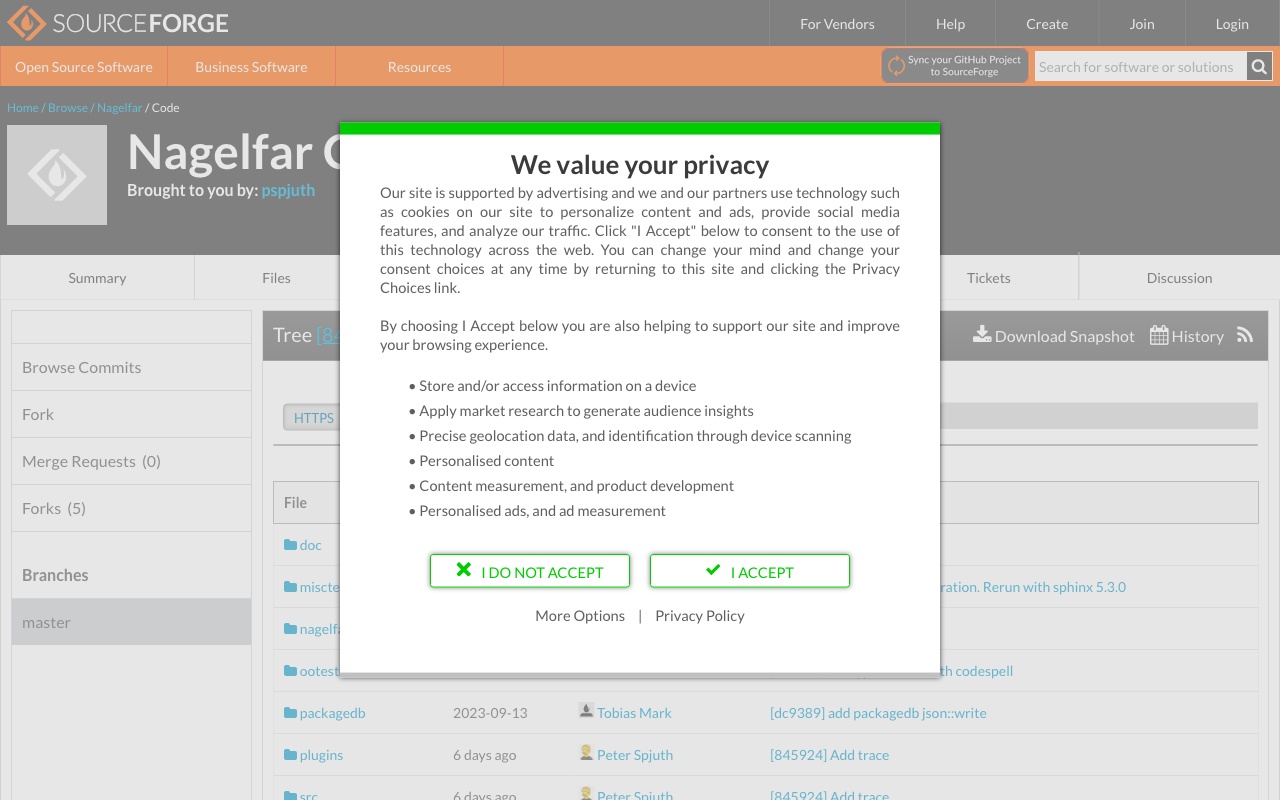 SOURCEFORGE
For Vendors
Help
Create
Join
Login
Open Source Software
Business Software
Resources
Sync your GitHub Project
to SourceForge
Search for software or solutions
Home / Browse / Nagelfar / Code
Nagelfar
Brought to you by: pspjuth
We value your privacy
Our site is supported by advertising and we and our partners use technology such
as cookies on our site to personalize content and ads, provide social media
features, and analyze our traffic. Click "I Accept" below to consent to the use of
this technology across the web. You can change your mind and change your
consent choices at any time by returning to this site and clicking the Privacy
Choices link.
By choosing I Accept below you are also helping to support our site and improve
your browsing experience.
• Store and/or access information on a device
• Apply market research to generate audience insights
• Precise geolocation data, and identification through device scanning
• Personalised content
• Content measurement, and product development
• Personalised ads, and ad measurement
I DO NOT ACCEPT
I ACCEPT
More Options | Privacy Policy
Summary
Files
Tickets
Discussion
Browse Commits
Fork
Merge Requests (0)
Forks (5)
Branches
master
Tree [84
Download Snapshot
History
HTTPS
File
doc
miscte
ration. Rerun with sphinx 5.3.0
nagelfa
ootest
th codespell
packagedb 2023-09-13 Tobias Mark [dc9389] add packagedb json::write
plugins 6 days ago Peter Spjuth [845924] Add trace
src 6 days ago Peter Spjuth [845924] Add trace